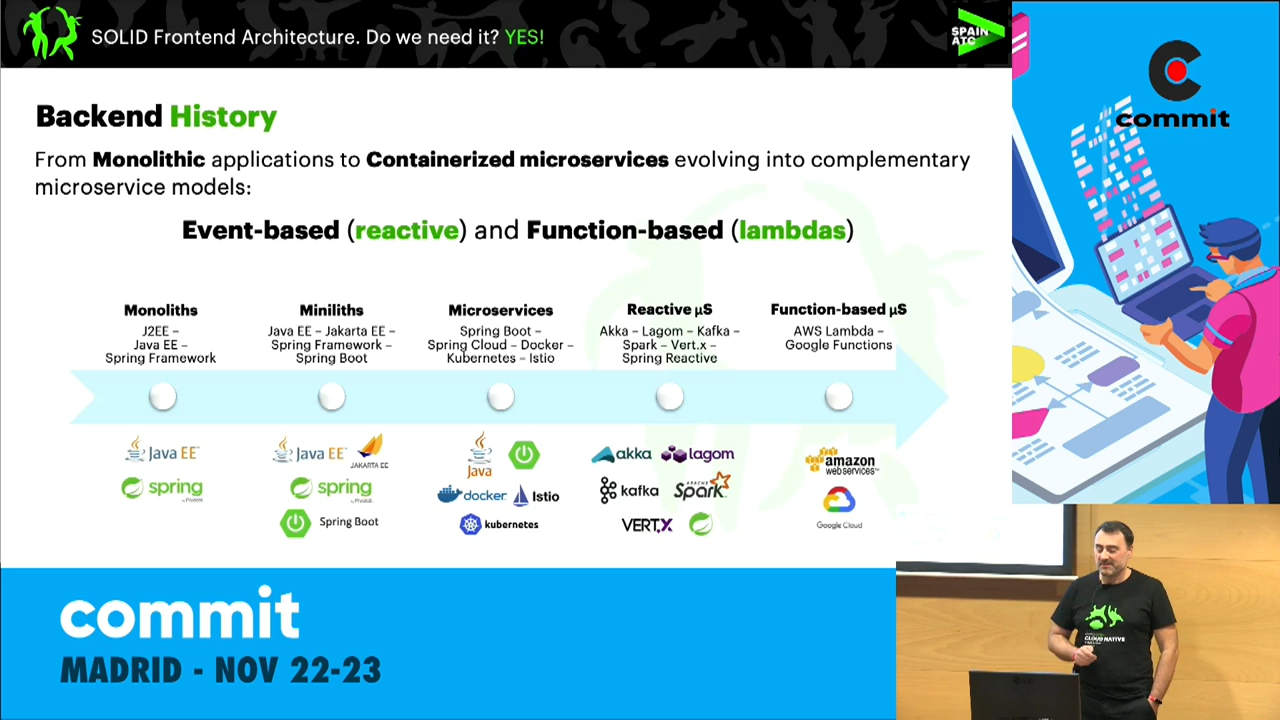 SOLID Frontend Architecture. Do we need it? YES!
SPAIN
ATC
commit
Backend History
From Monolithic applications to Containerized microservices evolving into complementary
microservice models:
Event-based (reactive) and Function-based (lambdas)
Monoliths
J2EE –
Java EE –
Spring Framework
Miniliths
Java EE – Jakarta EE –
Spring Framework –
Spring Boot
Microservices
Spring Boot –
Spring Cloud – Docker –
Kubernetes – Istio
Reactive µS
Akka – Lagom – Kafka –
Spark – Vert.x –
Spring Reactive
Function-based µS
AWS Lambda –
Google Functions
Java EE
spring
Java EE
JAKARTA EE
spring
Spring Boot
Java
docker
Istio
kubernetes
akka
lagom
kafka
APACHE
Spark
VERT.X
amazon
web services
Google Cloud
commit
MADRID - NOV 22-23
CLOUD NATIVE